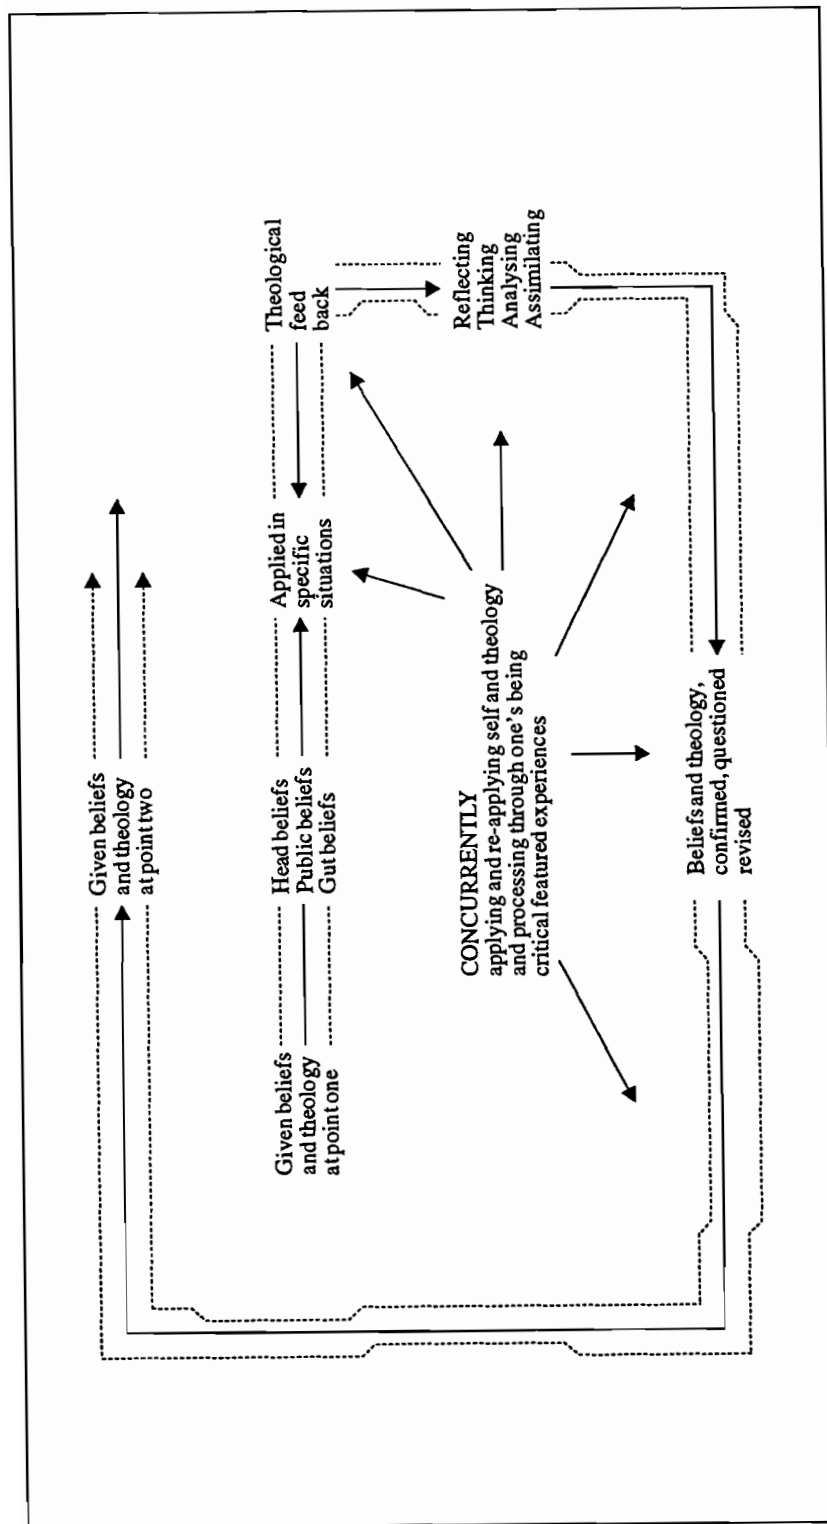 Given beliefs
and theology
at point two
Given beliefs
and theology
at point one
Head beliefs
Public beliefs
Gut beliefs
Applied in
specific
situations
Theological
feed
back
CONCURRENTLY
applying and re-applying self and theology
and processing through one's being
critical featured experiences
Reflecting
Thinking
Analysing
Assimilating
Beliefs and theology,
confirmed, questioned
revised